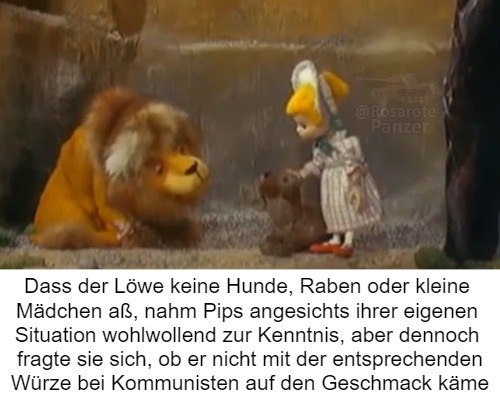 @Rosarote
Panzer
Dass der Löwe keine Hunde, Raben oder kleine
Mädchen aß, nahm Pips angesichts ihrer eigenen
Situation wohlwollend zur Kenntnis, aber dennoch
fragte sie sich, ob er nicht mit der entsprechenden
Würze bei Kommunisten auf den Geschmack käme